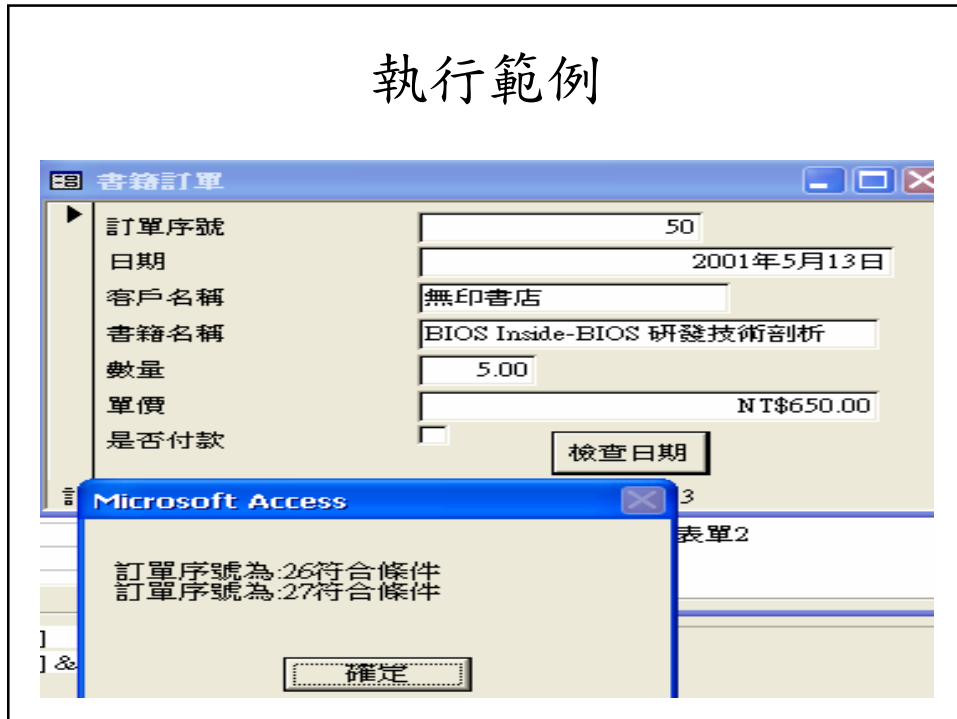 執行範例
書籍訂單
訂單序號 50
日期 2001年5月13日
客戶名稱 無印書店
書籍名稱 BIOS Inside-BIOS 研發技術剖析
數量 5.00
單價 NT$650.00
是否付款
檢查日期
3
Microsoft Access
表單2
訂單序號為:26符合條件
訂單序號為:27符合條件
]
] &
確定